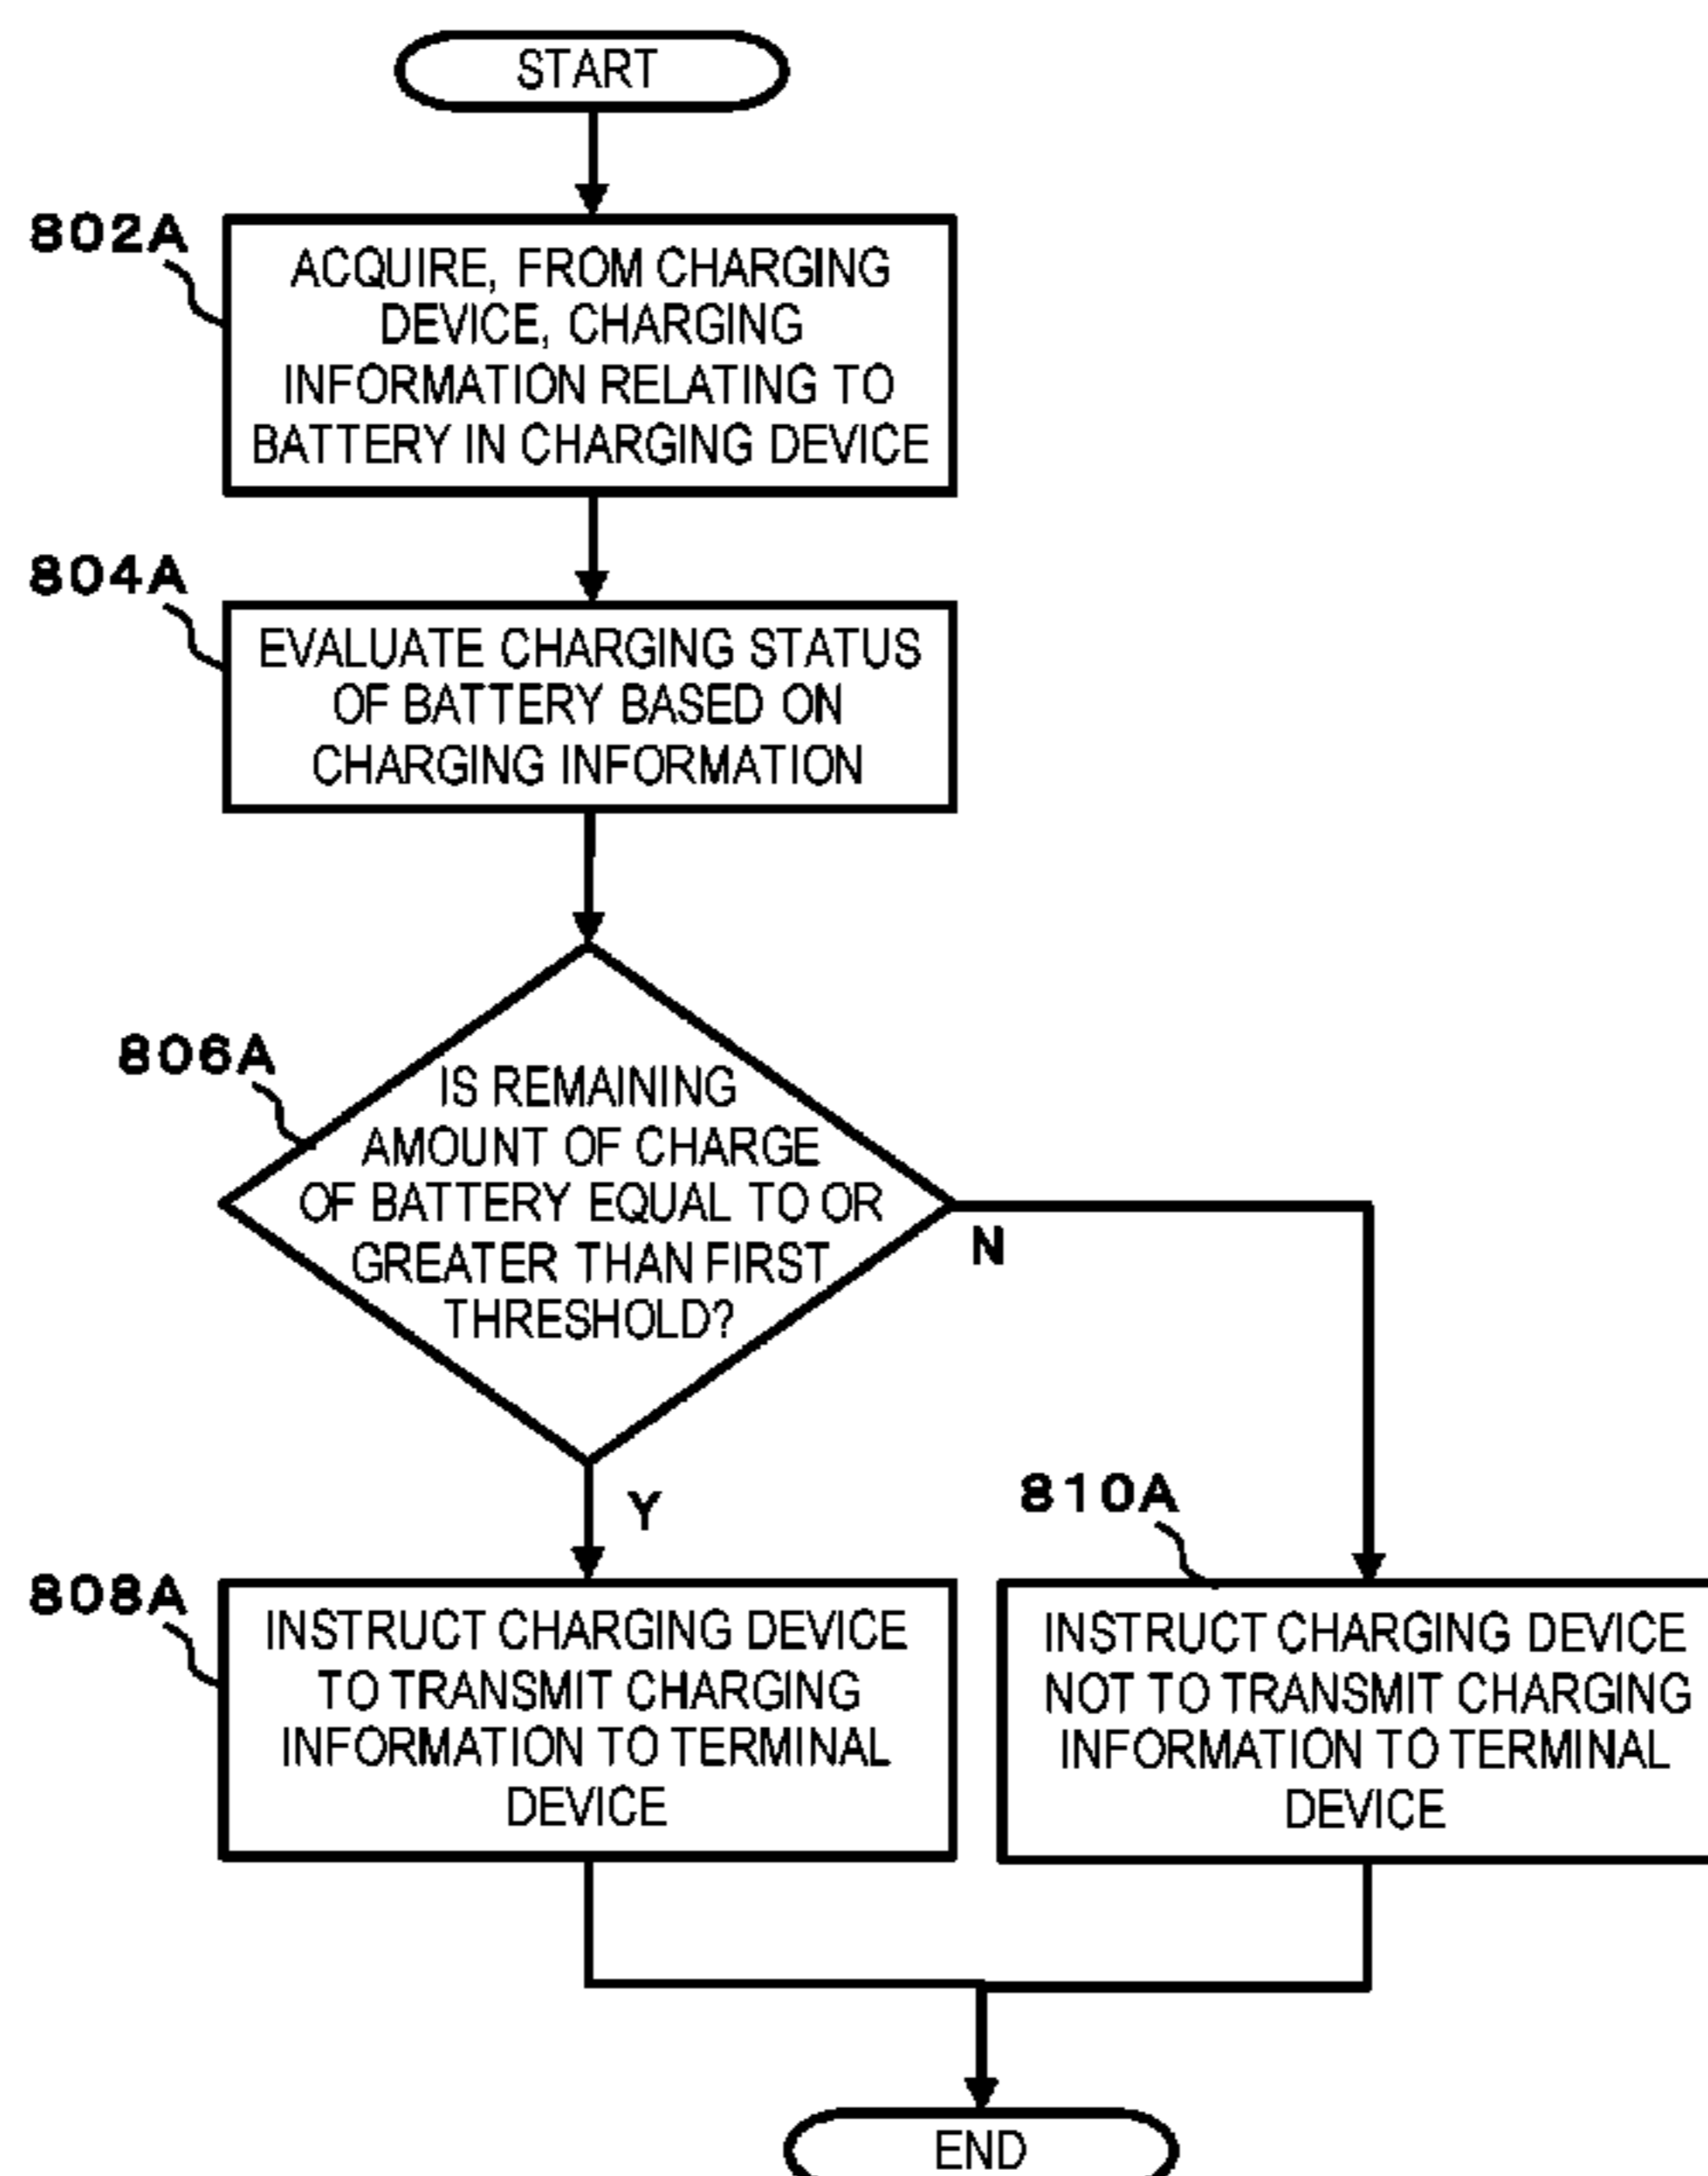 START
802A
ACQUIRE, FROM CHARGING
DEVICE, CHARGING
INFORMATION RELATING TO
BATTERY IN CHARGING DEVICE
804A
EVALUATE CHARGING STATUS
OF BATTERY BASED ON
CHARGING INFORMATION
806A
IS REMAINING
AMOUNT OF CHARGE
OF BATTERY EQUAL TO OR
GREATER THAN FIRST
THRESHOLD?
N
Y
808A
INSTRUCT CHARGING DEVICE
TO TRANSMIT CHARGING
INFORMATION TO TERMINAL
DEVICE
810A
INSTRUCT CHARGING DEVICE
NOT TO TRANSMIT CHARGING
INFORMATION TO TERMINAL
DEVICE
END